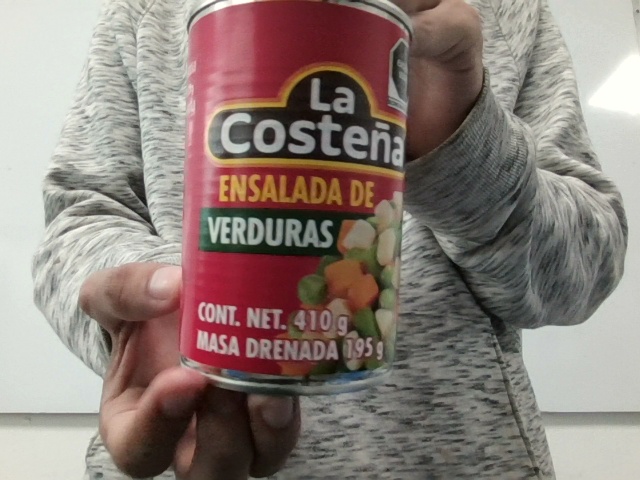 La
Costeña
ENSALADA DE
VERDURAS
CONT. NET. 410 g
MASA DRENADA 195 g